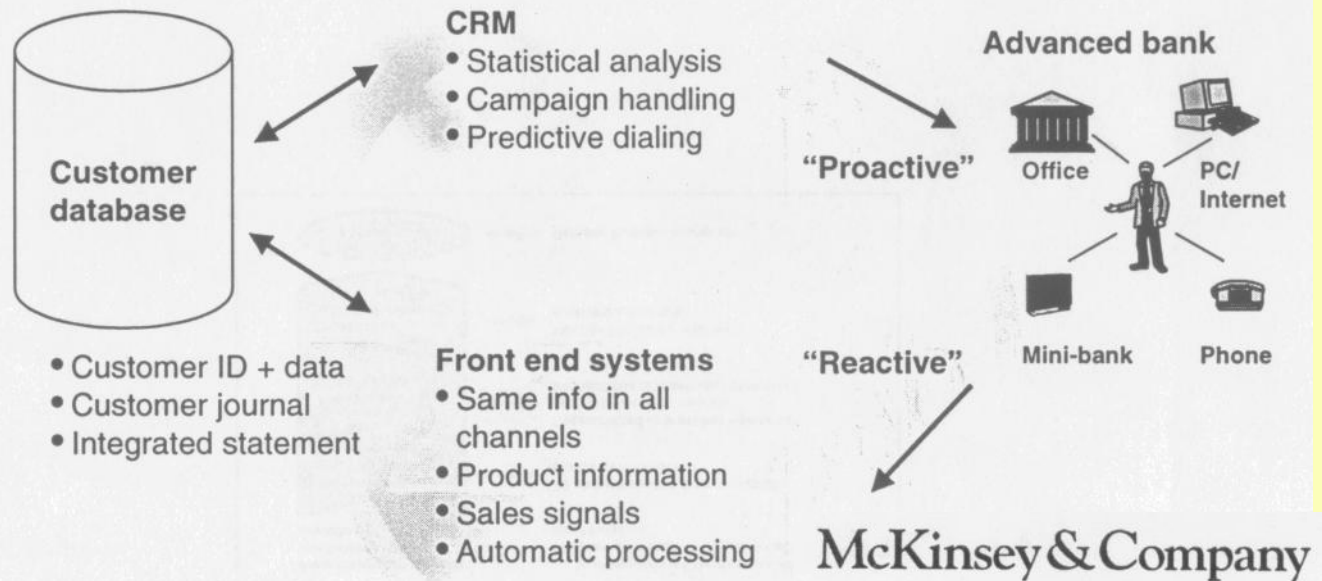 Customer
database
• Customer ID + data
• Customer journal
• Integrated statement
CRM
• Statistical analysis
• Campaign handling
• Predictive dialing
Front end systems
• Same info in all
channels
• Product information
• Sales signals
• Automatic processing
“Proactive”
“Reactive”
Advanced bank
Office
PC/
Internet
Mini-bank
Phone
McKinsey & Company